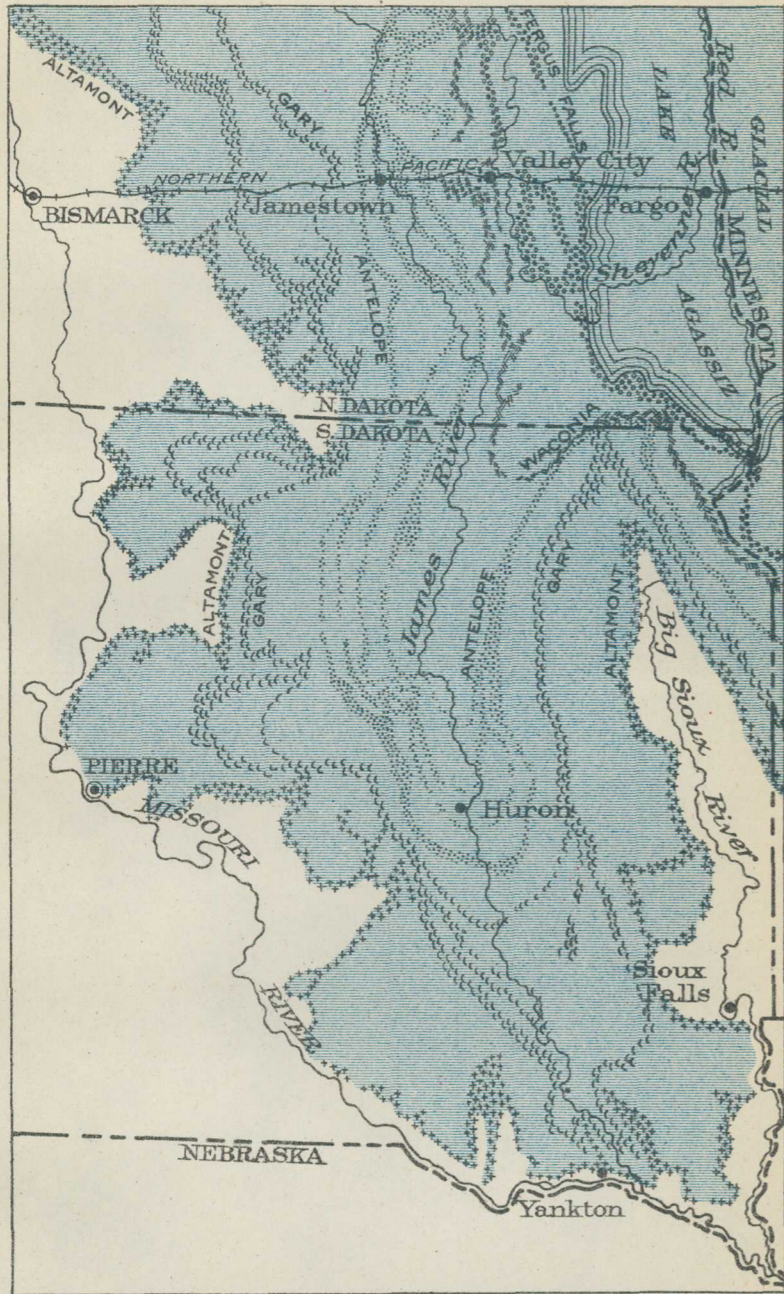 ALTAMONT
GARY
FERGUS FALLS
LAKE
Red R.
GLACIAL
NORTHERN
PACIFIC
Valley City
BISMARCK
Jamestown
Fargo
Sheyenne R.
MINNESOTA
ANTELOPE
AGASSIZ
N. DAKOTA
S. DAKOTA
River
WACONIA
ALTAMONT
GARY
James
ANTELOPE
GARY
ALTAMONT
Big Sioux River
PIERRE
MISSOURI
Huron
Sioux
Falls
RIVER
NEBRASKA
Yankton